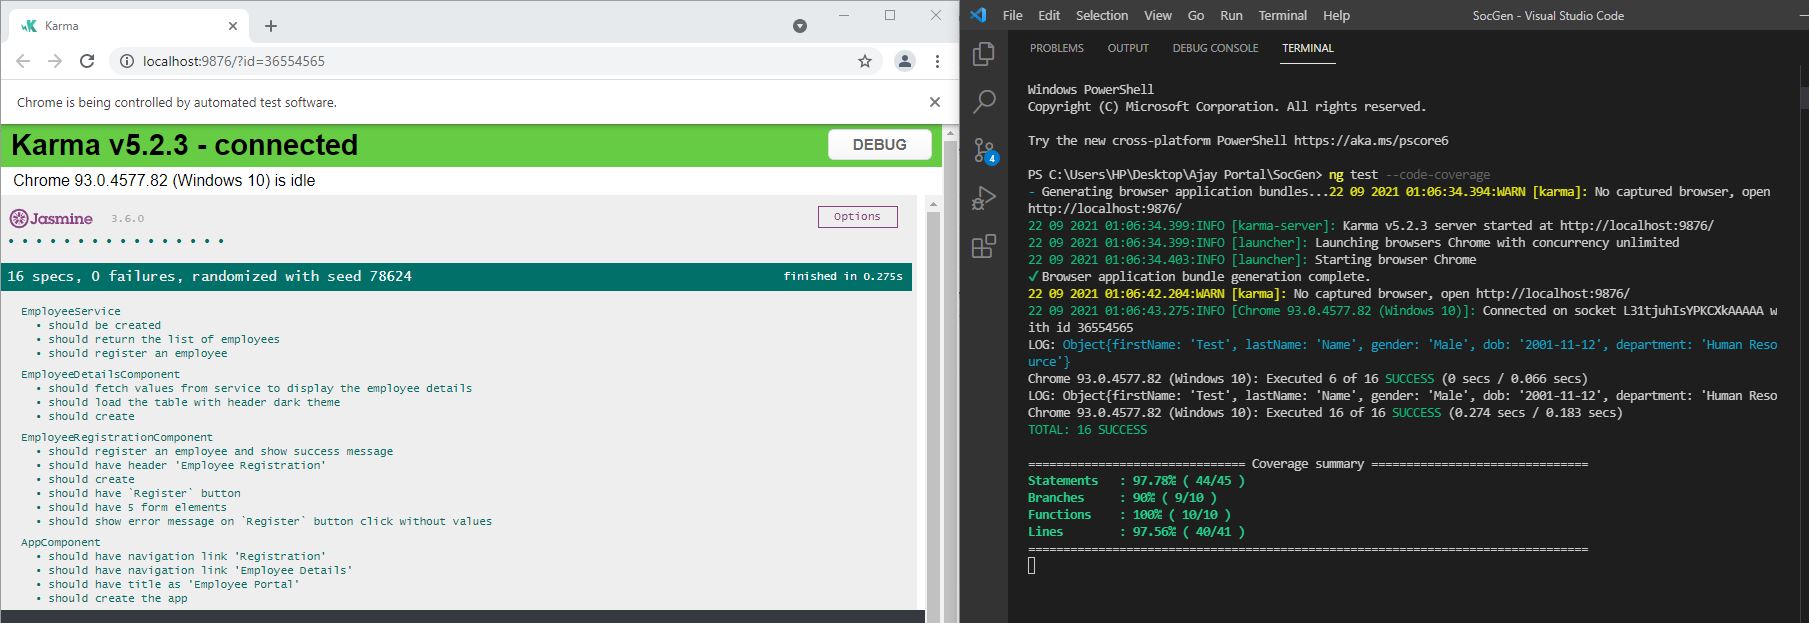 Karma
localhost:9876/?id=36554565
Chrome is being controlled by automated test software.
Karma v5.2.3 - connected
DEBUG
Chrome 93.0.4577.82 (Windows 10) is idle
Jasmine 3.6.0
Options
• • • • • • • • • • • • • • • •
16 specs, 0 failures, randomized with seed 78624
finished in 0.275s
EmployeeService
• should be created
• should return the list of employees
• should register an employee
EmployeeDetailsComponent
• should fetch values from service to display the employee details
• should load the table with header dark theme
• should create
EmployeeRegistrationComponent
• should register an employee and show success message
• should have header 'Employee Registration'
• should create
• should have `Register` button
• should have 5 form elements
• should show error message on `Register` button click without values
AppComponent
• should have navigation link 'Registration'
• should have navigation link 'Employee Details'
• should have title as 'Employee Portal'
• should create the app
File Edit Selection View Go Run Terminal Help
SocGen - Visual Studio Code
4
PROBLEMS OUTPUT DEBUG CONSOLE TERMINAL
Windows PowerShell
Copyright (C) Microsoft Corporation. All rights reserved.
Try the new cross-platform PowerShell https://aka.ms/pscore6
PS C:\Users\HP\Desktop\Ajay Portal\SocGen> ng test --code-coverage
- Generating browser application bundles...22 09 2021 01:06:34.394:WARN [karma]: No captured browser, open
http://localhost:9876/
22 09 2021 01:06:34.399:INFO [karma-server]: Karma v5.2.3 server started at http://localhost:9876/
22 09 2021 01:06:34.399:INFO [launcher]: Launching browsers Chrome with concurrency unlimited
22 09 2021 01:06:34.403:INFO [launcher]: Starting browser Chrome
√ Browser application bundle generation complete.
22 09 2021 01:06:42.204:WARN [karma]: No captured browser, open http://localhost:9876/
22 09 2021 01:06:43.275:INFO [Chrome 93.0.4577.82 (Windows 10)]: Connected on socket L31tjuhIsYPKCXkAAAAA w
ith id 36554565
LOG: Object{firstName: 'Test', lastName: 'Name', gender: 'Male', dob: '2001-11-12', department: 'Human Reso
urce'}
Chrome 93.0.4577.82 (Windows 10): Executed 6 of 16 SUCCESS (0 secs / 0.066 secs)
LOG: Object{firstName: 'Test', lastName: 'Name', gender: 'Male', dob: '2001-11-12', department: 'Human Reso
Chrome 93.0.4577.82 (Windows 10): Executed 16 of 16 SUCCESS (0.274 secs / 0.183 secs)
TOTAL: 16 SUCCESS
=============================== Coverage summary ===============================
Statements : 97.78% ( 44/45 )
Branches : 90% ( 9/10 )
Functions : 100% ( 10/10 )
Lines : 97.56% ( 40/41 )
================================================================================